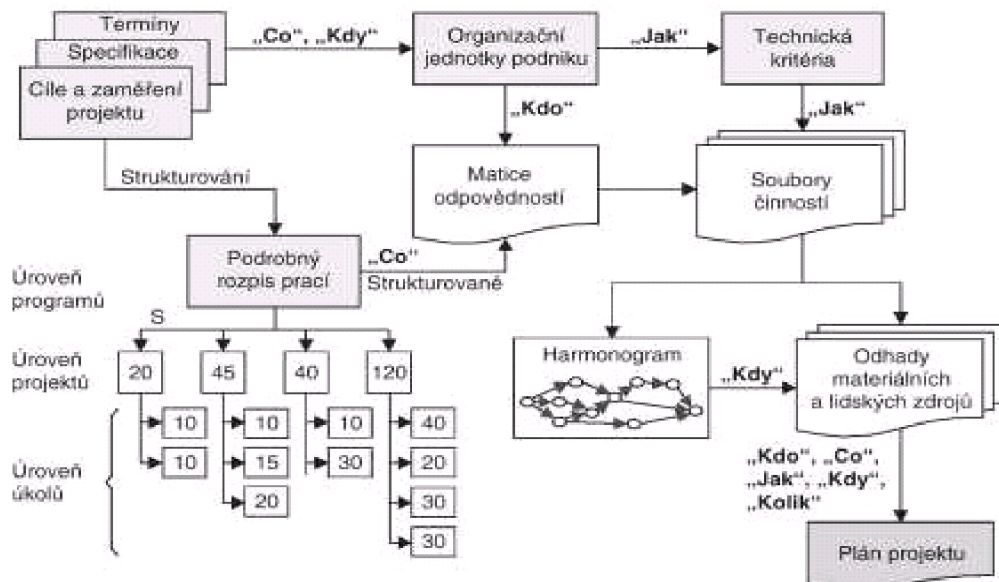 Termíny
Specifikace
Cíle a zaměření
projektu
„Co“, „Kdy“
Organizační
jednotky podniku
„Jak“
Technická
kritéria
„Kdo“
„Jak“
Strukturování
Matice
odpovědností
Soubory
činností
Podrobný
rozpis prací
„Co“
Strukturovaně
Úroveň
programů
S
Úroveň
projektů
20
45
40
120
Harmonogram
„Kdy“
Odhady
materiálních
a lidských zdrojů
Úroveň
úkolů
10
10
10
40
10
15
30
20
20
30
30
„Kdo“, „Co“,
„Jak“, „Kdy“,
„Kolik“
Plán projektu